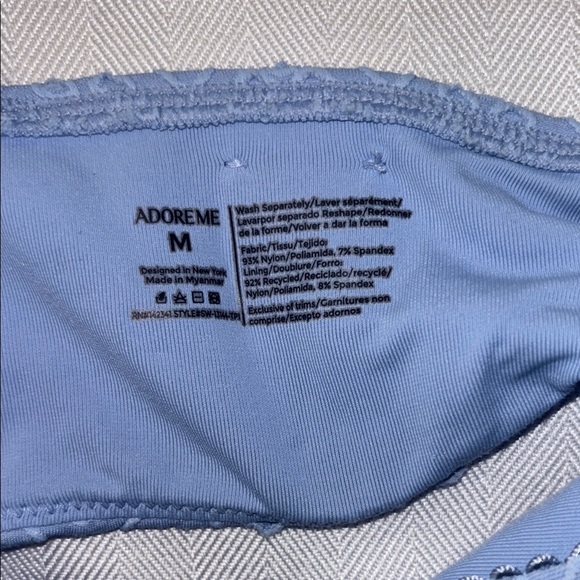 ADOREME
M
Designed in New York
Made in Myanmar
Wash Separately/Laver séparément/
Lavarpor separado Reshape/Redonner
de la forme/Volver a dar la forma
Fabric/Tissu/Tejido:
93% Nylon/Poliamida, 7% Spandex
Lining/Doublure/Forro:
92% Recycled/Reciclado/recyclé/
Nylon/Poliamida, 8% Spandex
Exclusive of trims/Garnitures non
comprise/Excepto adornos